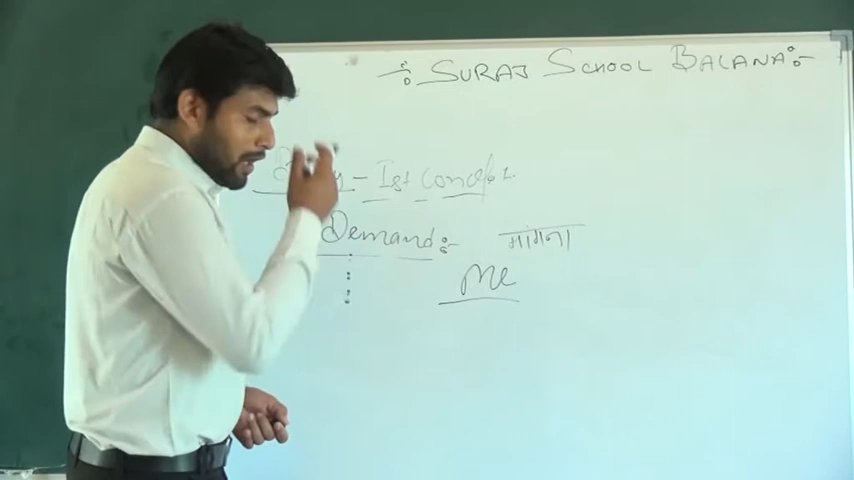 SURAJ SCHOOL BALANA:-
- Ist concept.
Demand:- मांगना
Me